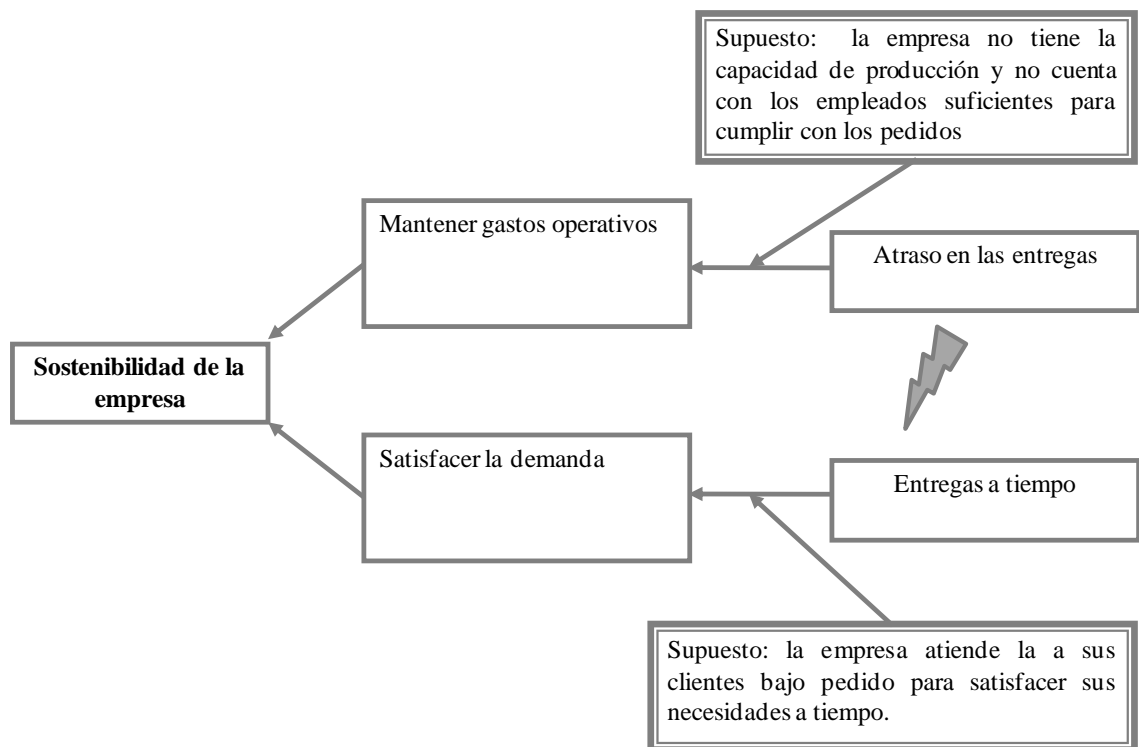 Supuesto: la empresa no tiene la
capacidad de producción y no cuenta
con los empleados suficientes para
cumplir con los pedidos
Mantener gastos operativos
Atraso en las entregas
Sostenibilidad de la
empresa
Satisfacer la demanda
Entregas a tiempo
Supuesto: la empresa atiende la a sus
clientes bajo pedido para satisfacer sus
necesidades a tiempo.